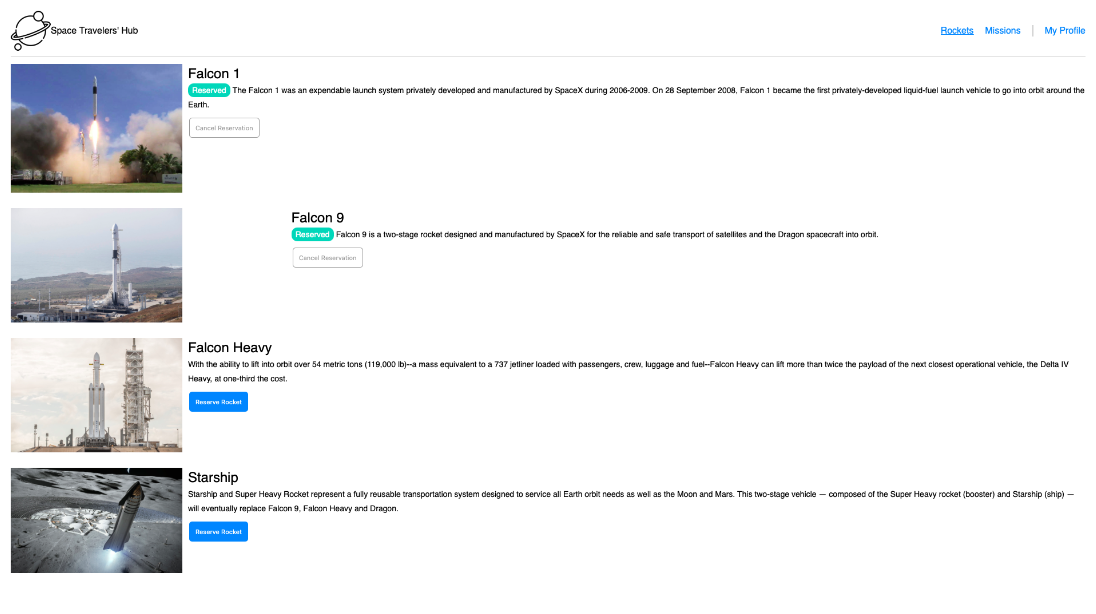 Space Travelers' Hub
Rockets Missions | My Profile
Falcon 1
Reserved The Falcon 1 was an expendable launch system privately developed and manufactured by SpaceX during 2006-2009. On 28 September 2008, Falcon 1 became the first privately-developed liquid-fuel launch vehicle to go into orbit around the
Earth.
Cancel Reservation
Falcon 9
Reserved Falcon 9 is a two-stage rocket designed and manufactured by SpaceX for the reliable and safe transport of satellites and the Dragon spacecraft into orbit.
Cancel Reservation
Falcon Heavy
With the ability to lift into orbit over 54 metric tons (119,000 lb)--a mass equivalent to a 737 jetliner loaded with passengers, crew, luggage and fuel--Falcon Heavy can lift more than twice the payload of the next closest operational vehicle, the Delta IV
Heavy, at one-third the cost.
Reserve Rocket
Starship
Starship and Super Heavy Rocket represent a fully reusable transportation system designed to service all Earth orbit needs as well as the Moon and Mars. This two-stage vehicle — composed of the Super Heavy rocket (booster) and Starship (ship) —
will eventually replace Falcon 9, Falcon Heavy and Dragon.
Reserve Rocket